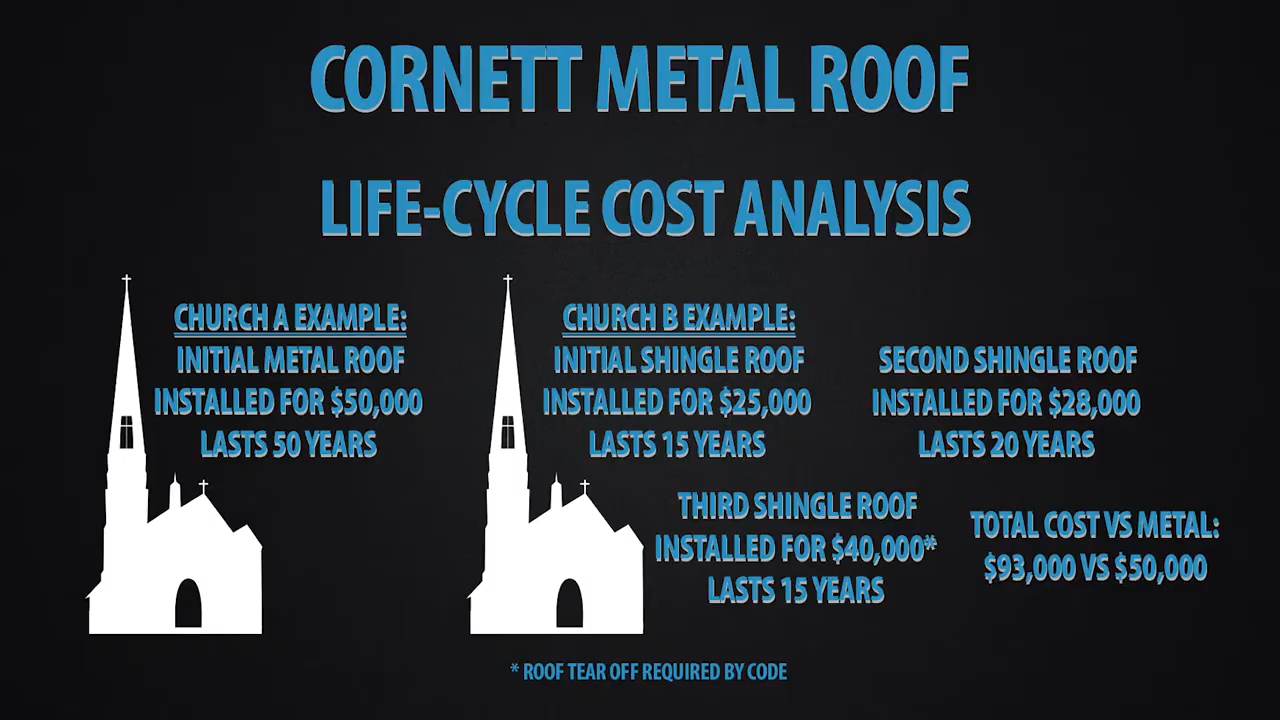 CORNETT METAL ROOF
LIFE-CYCLE COST ANALYSIS
CHURCH A EXAMPLE:
INITIAL METAL ROOF
INSTALLED FOR $50,000
LASTS 50 YEARS
CHURCH B EXAMPLE:
INITIAL SHINGLE ROOF
INSTALLED FOR $25,000
LASTS 15 YEARS
SECOND SHINGLE ROOF
INSTALLED FOR $28,000
LASTS 20 YEARS
THIRD SHINGLE ROOF
INSTALLED FOR $40,000*
LASTS 15 YEARS
TOTAL COST VS METAL:
$93,000 VS $50,000
* ROOF TEAR OFF REQUIRED BY CODE